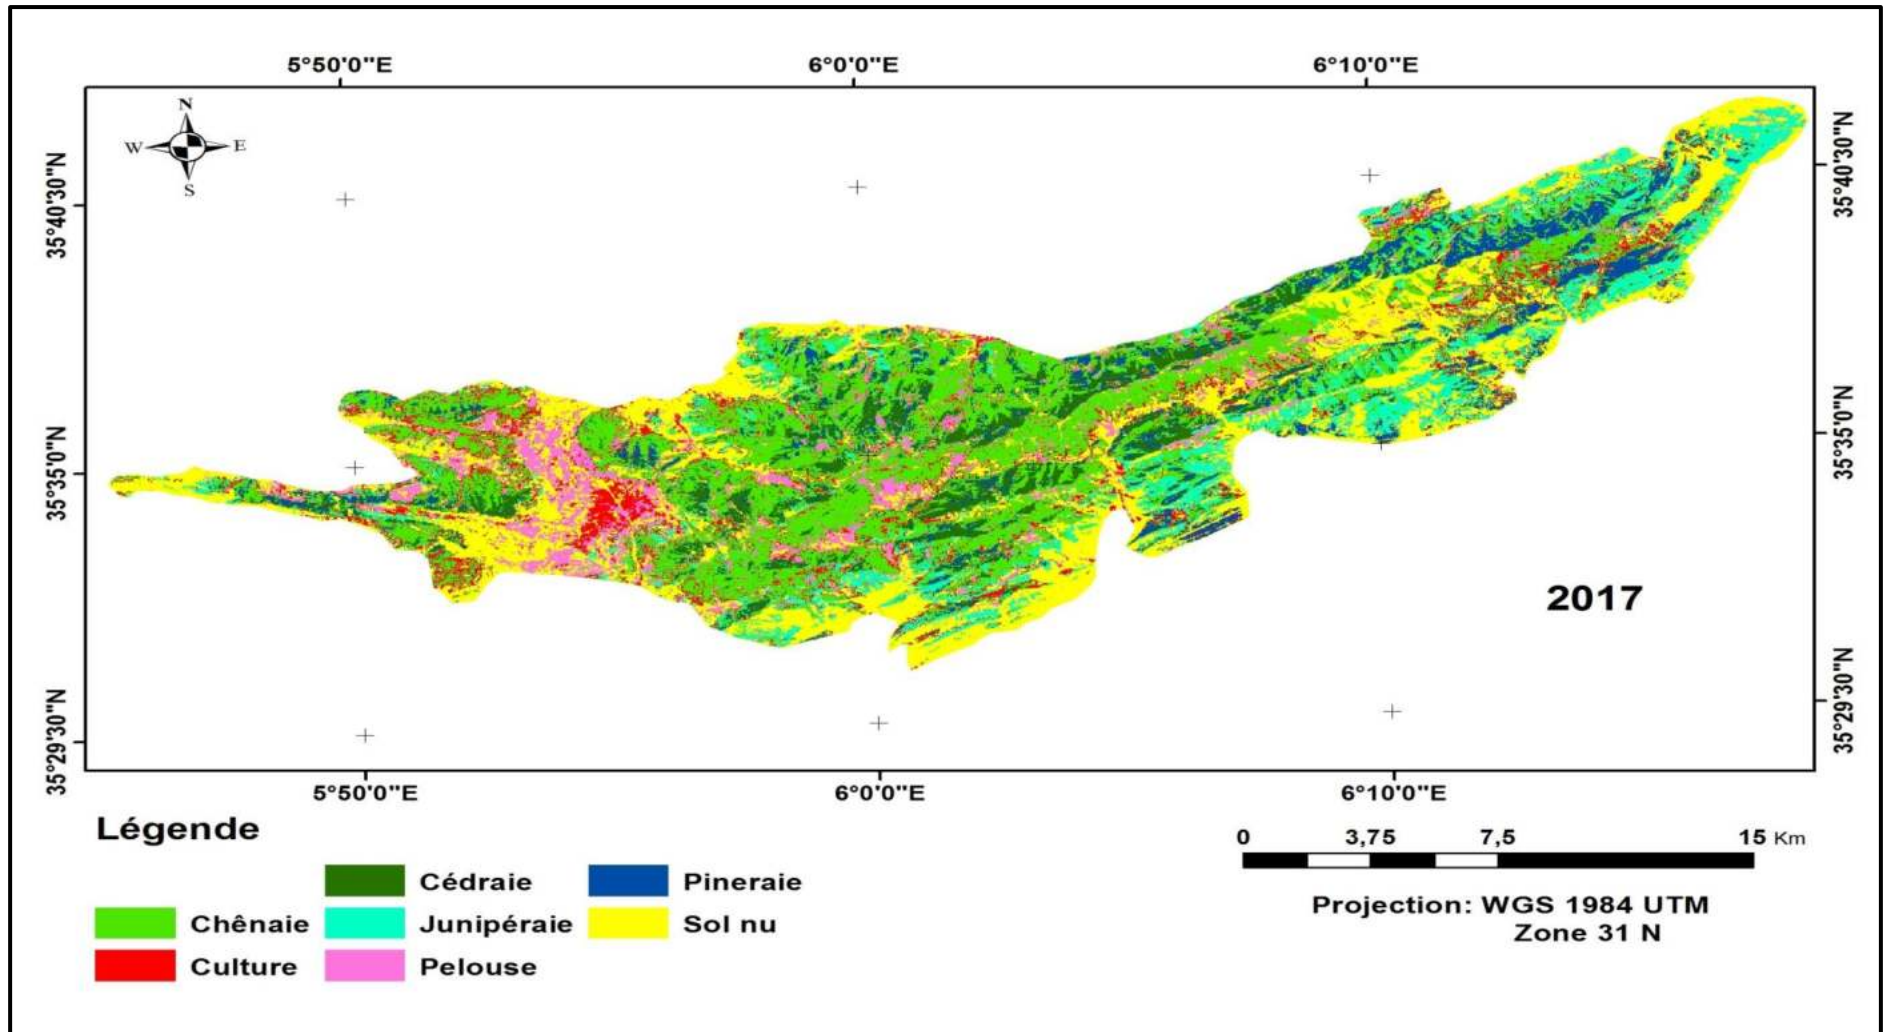 5°50'0"E 6°0'0"E 6°10'0"E
N
W E
S
35°40'30"N
35°35'0"N
35°29'30"N
35°40'30"N
35°35'0"N
35°29'30"N
2017
5°50'0"E 6°0'0"E 6°10'0"E
Légende
Cédraie Pineraie
Chênaie Junipéraie Sol nu
Culture Pelouse
0 3,75 7,5 15 Km
Projection: WGS 1984 UTM
Zone 31 N